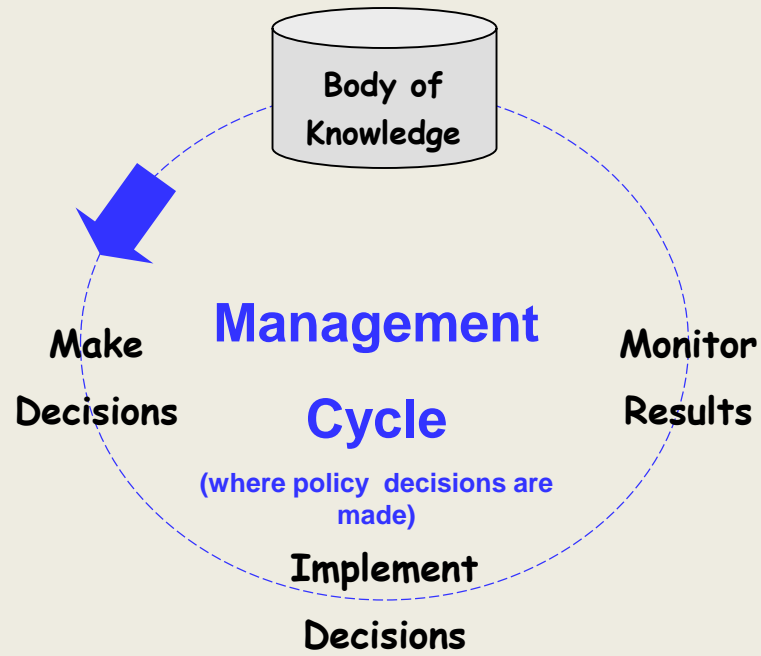 Body of
Knowledge
Management
Cycle
(where policy decisions are
made)
Make
Decisions
Monitor
Results
Implement
Decisions